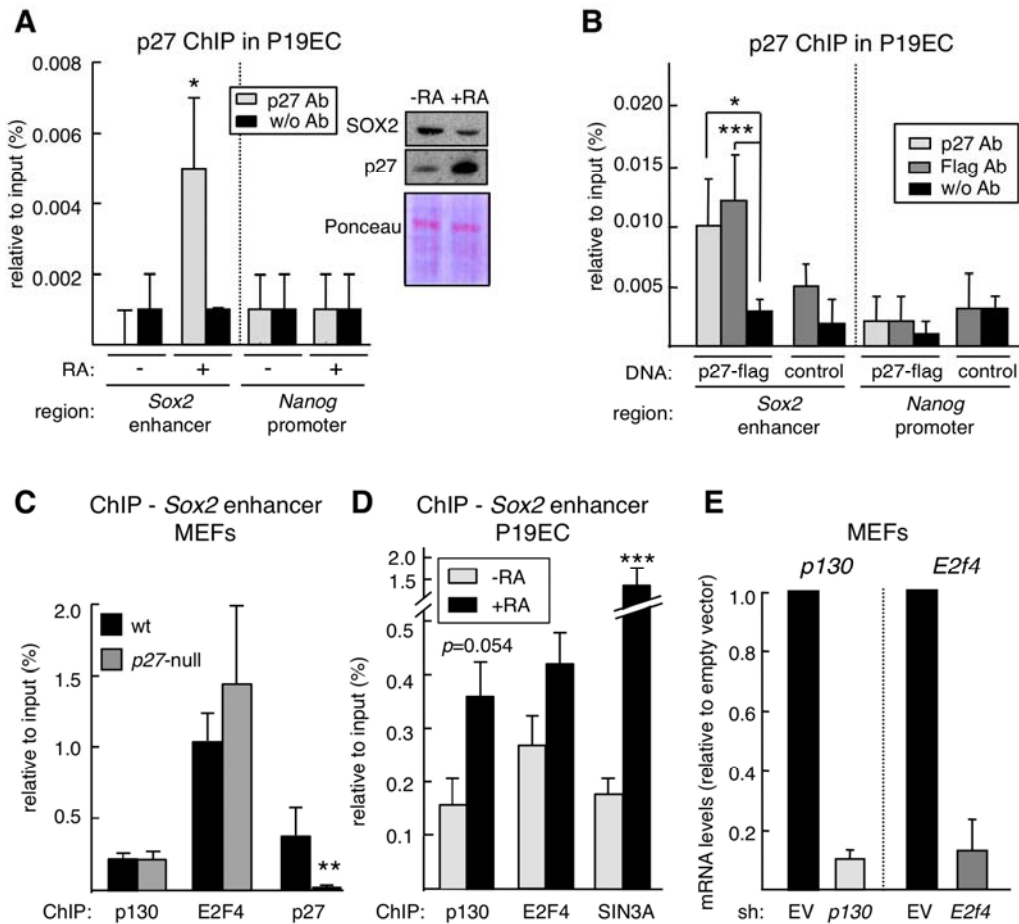 A
p27 ChIP in P19EC
relative to input (%)
0.008
0.006
0.004
0.002
*
p27 Ab
w/o Ab
RA: - + - +
region: Sox2 enhancer Nanog promoter
-RA +RA
SOX2
p27
Ponceau
B
p27 ChIP in P19EC
relative to input (%)
0.020
0.015
0.010
0.005
*
***
p27 Ab
Flag Ab
w/o Ab
DNA: p27-flag control p27-flag control
region: Sox2 enhancer Nanog promoter
C
ChIP - Sox2 enhancer
MEFs
relative to input (%)
2.0
1.5
1.0
0.5
wt
p27-null
**
ChIP: p130 E2F4 p27
D
ChIP - Sox2 enhancer
P19EC
relative to input (%)
2.0
1.5
0.5
0.4
0.3
0.2
0.1
-RA
+RA
p=0.054
***
ChIP: p130 E2F4 SIN3A
E
MEFs
p130 E2f4
mRNA levels (relative to empty vector)
1.0
0.8
0.6
0.4
0.2
sh: EV p130 EV E2f4